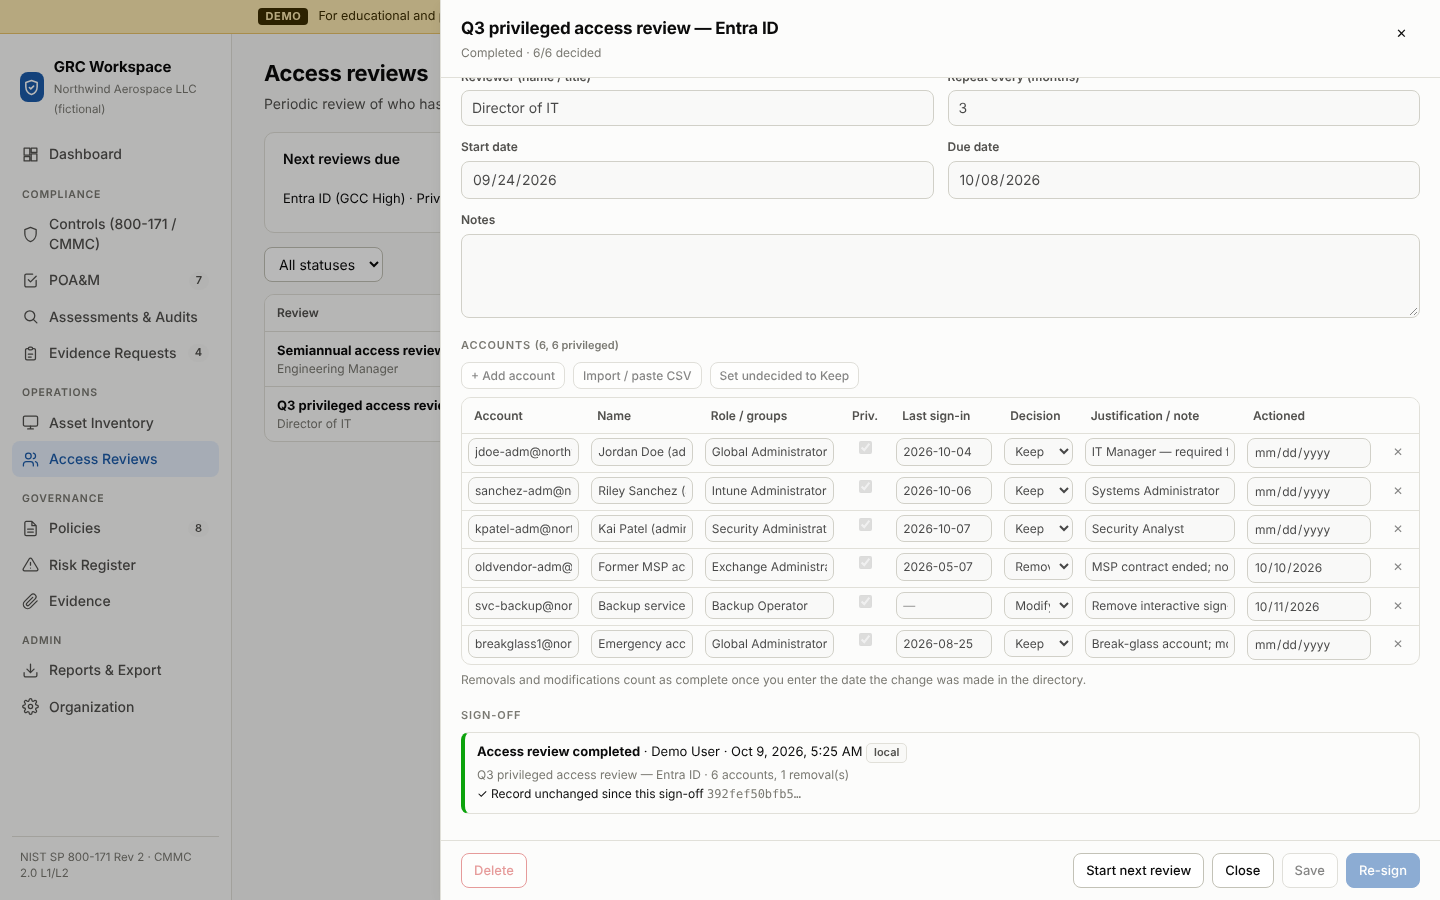 DEMO For educational and
GRC Workspace
Northwind Aerospace LLC
(fictional)
Dashboard
COMPLIANCE
Controls (800-171 /
CMMC)
POA&M 7
Assessments & Audits
Evidence Requests 4
OPERATIONS
Asset Inventory
Access Reviews
GOVERNANCE
Policies 8
Risk Register
Evidence
ADMIN
Reports & Export
Organization
NIST SP 800-171 Rev 2 · CMMC
2.0 L1/L2
Access reviews
Periodic review of who has
Next reviews due
Entra ID (GCC High) · Priv
All statuses
Review
Semiannual access review
Engineering Manager
Q3 privileged access revi
Director of IT
Q3 privileged access review — Entra ID
Completed · 6/6 decided
×
Reviewer (name / title) Repeat every (months)
Director of IT 3
Start date Due date
09/24/2026 10/08/2026
Notes
ACCOUNTS (6, 6 privileged)
+ Add account Import / paste CSV Set undecided to Keep
Account Name Role / groups Priv. Last sign-in Decision Justification / note Actioned
jdoe-adm@north Jordan Doe (ad Global Administrator 2026-10-04 Keep IT Manager — required mm/dd/yyyy ×
sanchez-adm@n Riley Sanchez ( Intune Administrator 2026-10-06 Keep Systems Administrator mm/dd/yyyy ×
kpatel-adm@nort Kai Patel (admir Security Administrat 2026-10-07 Keep Security Analyst mm/dd/yyyy ×
oldvendor-adm@ Former MSP ac Exchange Administra 2026-05-07 Remov MSP contract ended; no 10/10/2026 ×
svc-backup@nor Backup service Backup Operator — Modify Remove interactive sign- 10/11/2026 ×
breakglass1@nor Emergency acc Global Administrator 2026-08-25 Keep Break-glass account; mo mm/dd/yyyy ×
Removals and modifications count as complete once you enter the date the change was made in the directory.
SIGN-OFF
Access review completed · Demo User · Oct 9, 2026, 5:25 AM local
Q3 privileged access review — Entra ID · 6 accounts, 1 removal(s)
✓ Record unchanged since this sign-off 392fef50bfb5…
Delete Start next review Close Save Re-sign